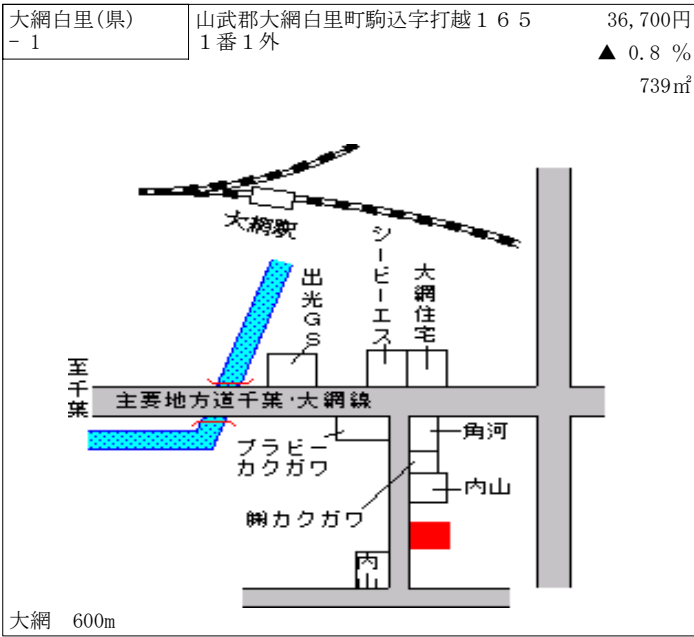 大網白里(県)
- 1
山武郡大網白里町駒込字打越１６５
１番１外
36,700円
▲ 0.8 %
739㎡
大網駅
シービーエス
大網住宅
出光GS
至千葉
主要地方道千葉・大網線
プラビーカクガワ
角河
内山
㈱カクガワ
内山
大網 600m